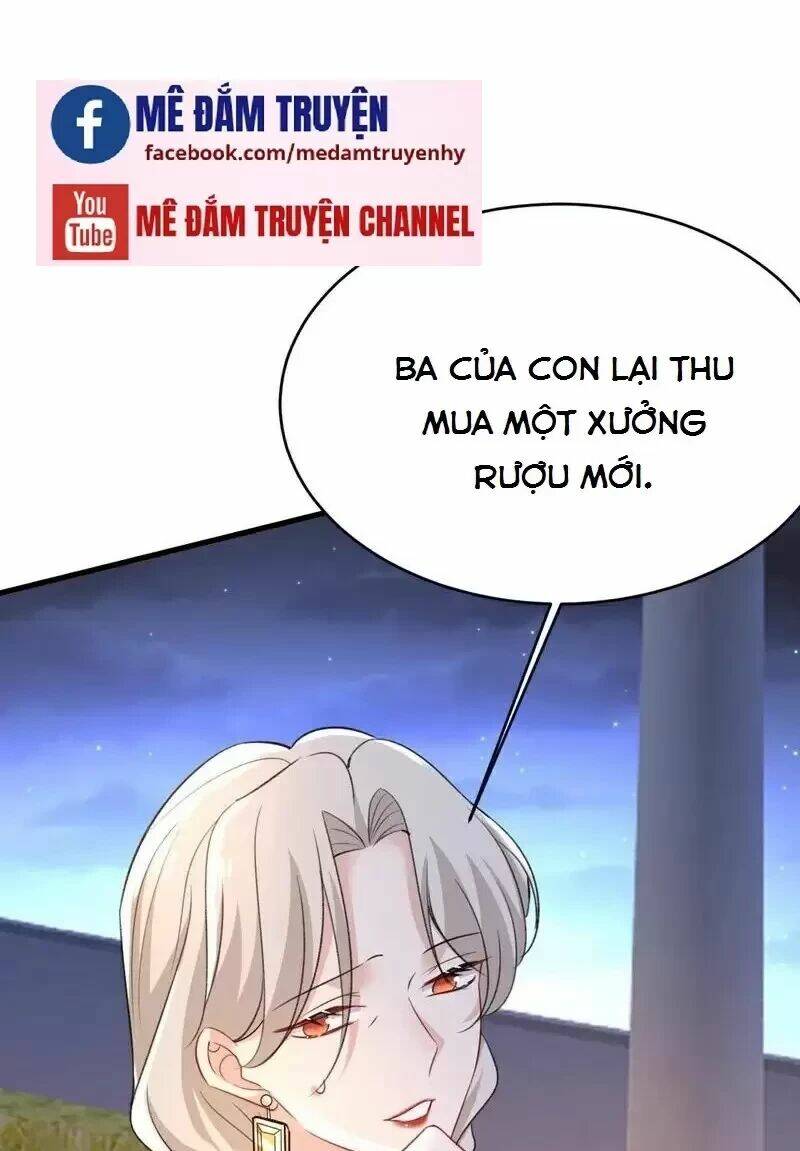 MÊ ĐẮM TRUYỆN
facebook.com/medamtruyenhy
You
Tube
MÊ ĐẮM TRUYỆN CHANNEL
BA CỦA CON LẠI THU
MUA MỘT XƯỞNG
RƯỢU MỚI.